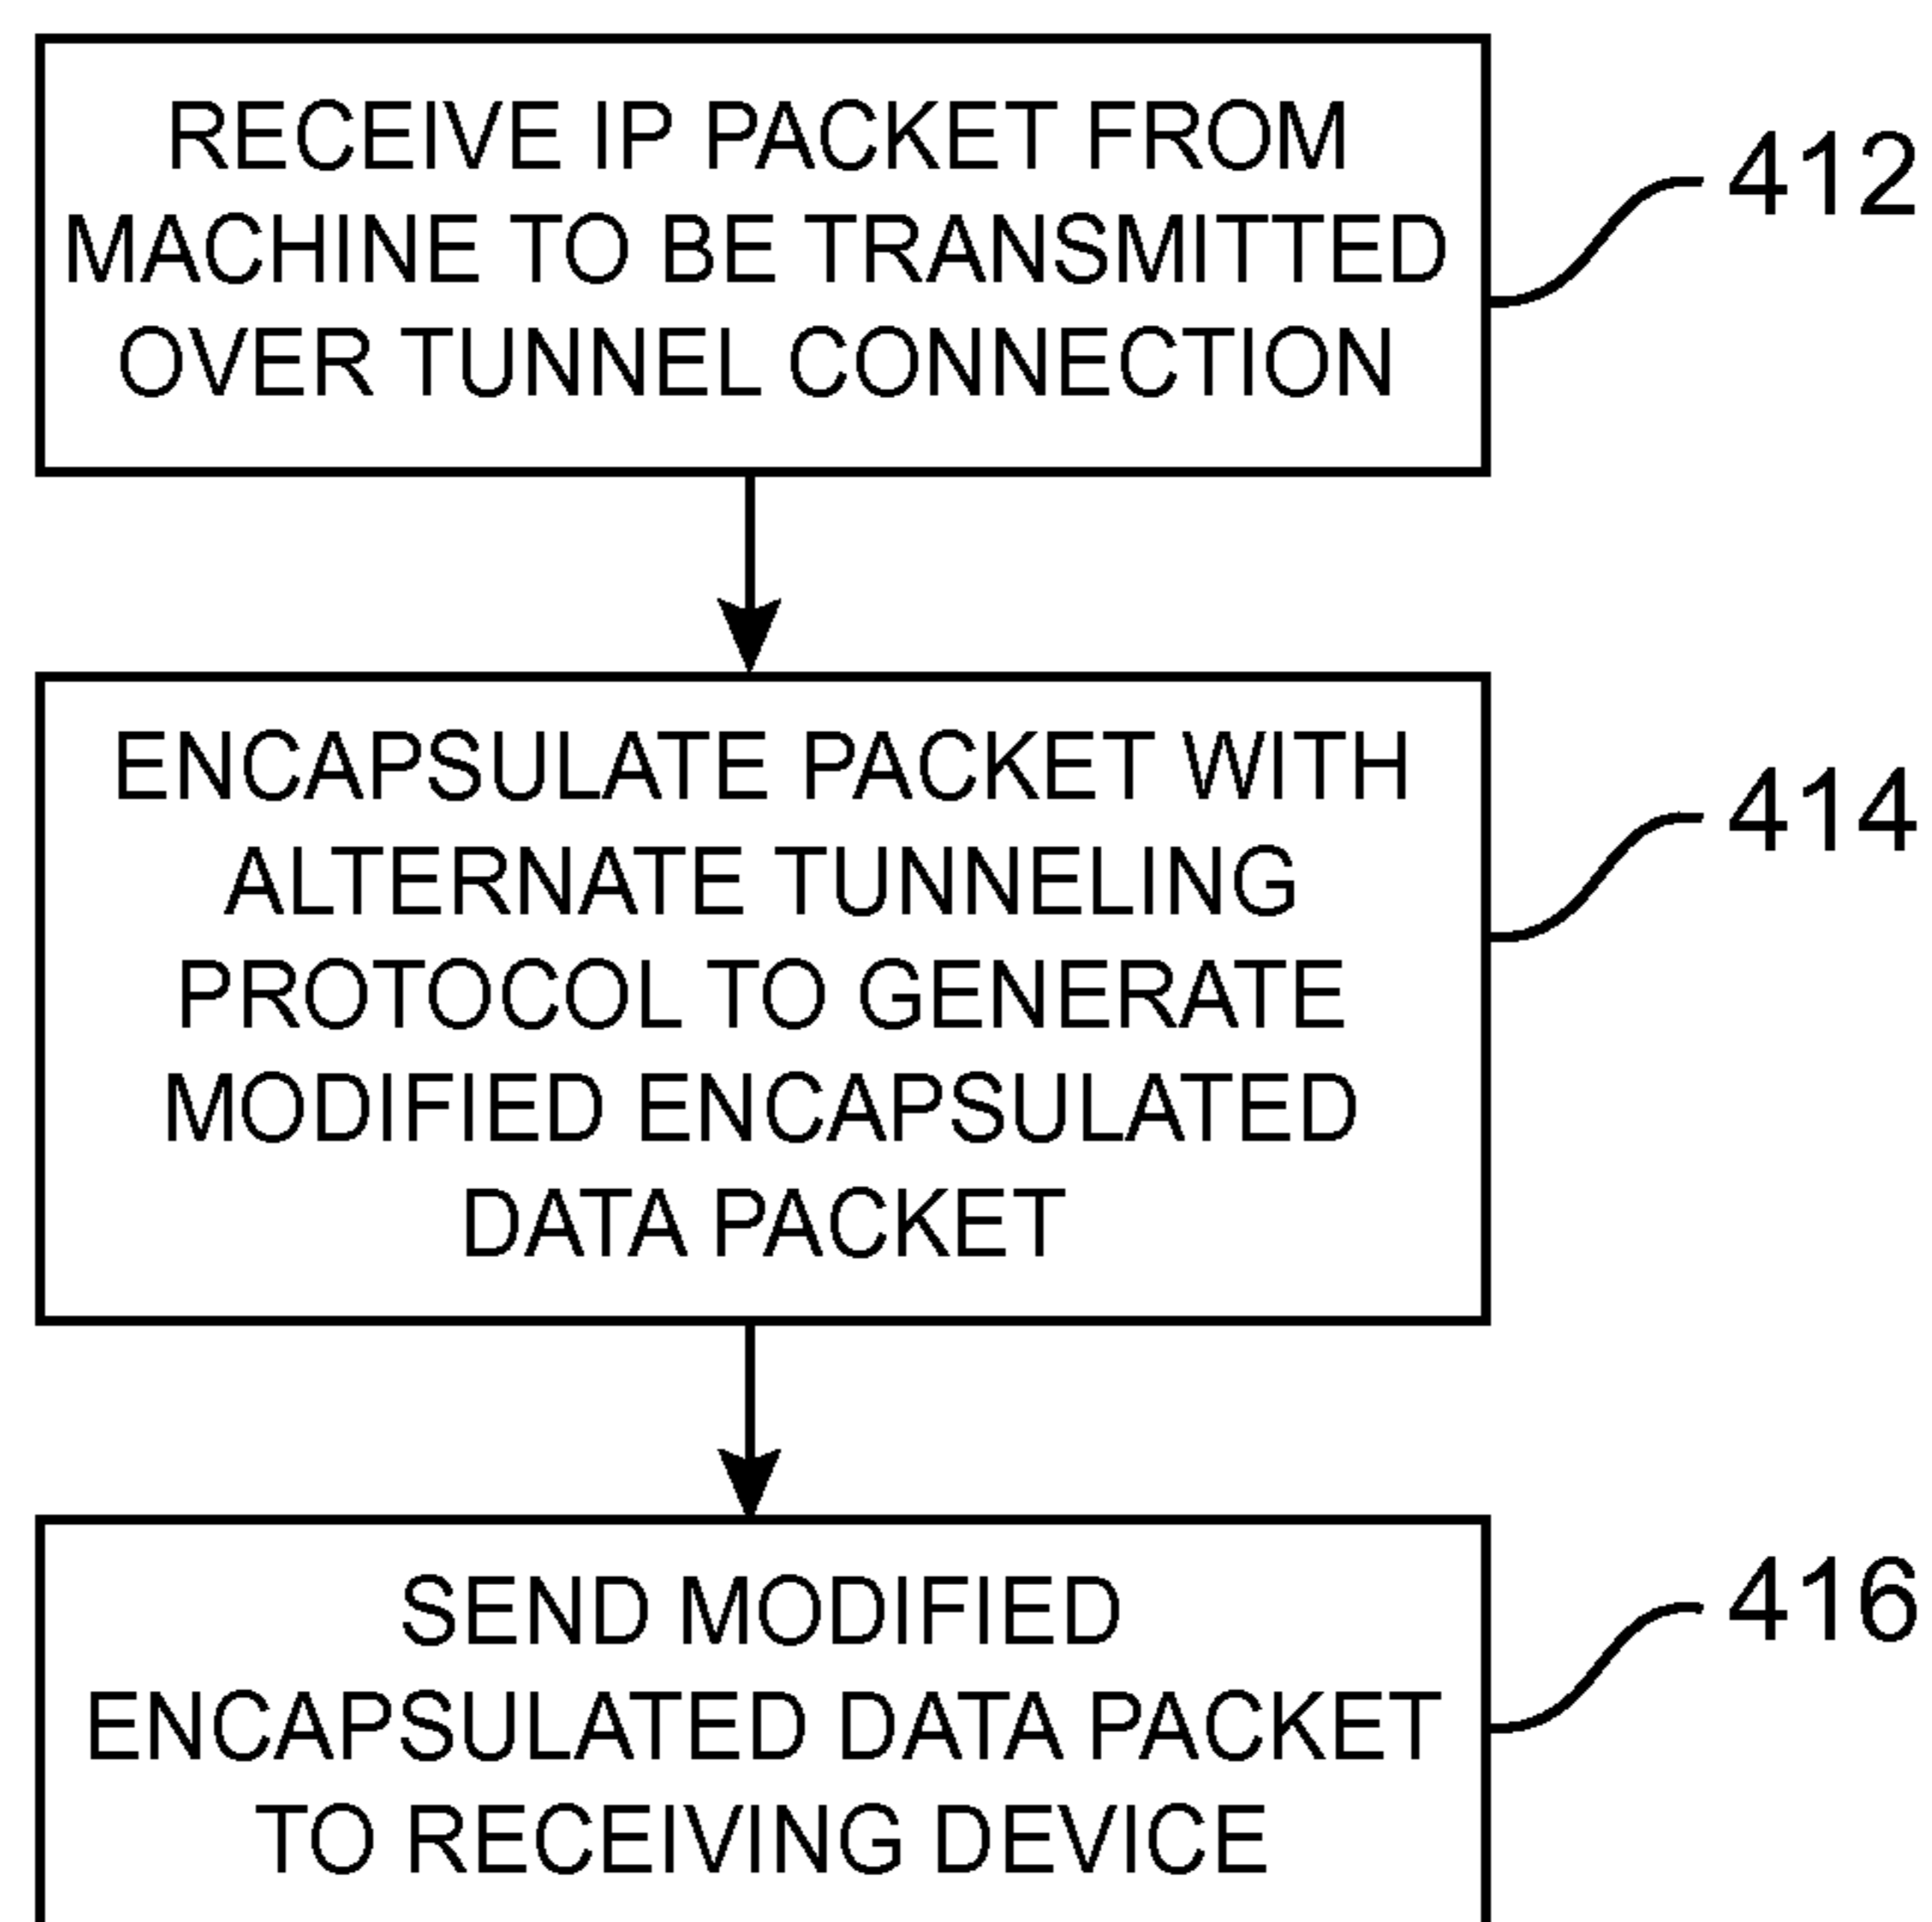 RECEIVE IP PACKET FROM
MACHINE TO BE TRANSMITTED
OVER TUNNEL CONNECTION
412
ENCAPSULATE PACKET WITH
ALTERNATE TUNNELING
PROTOCOL TO GENERATE
MODIFIED ENCAPSULATED
DATA PACKET
414
SEND MODIFIED
ENCAPSULATED DATA PACKET
TO RECEIVING DEVICE
416